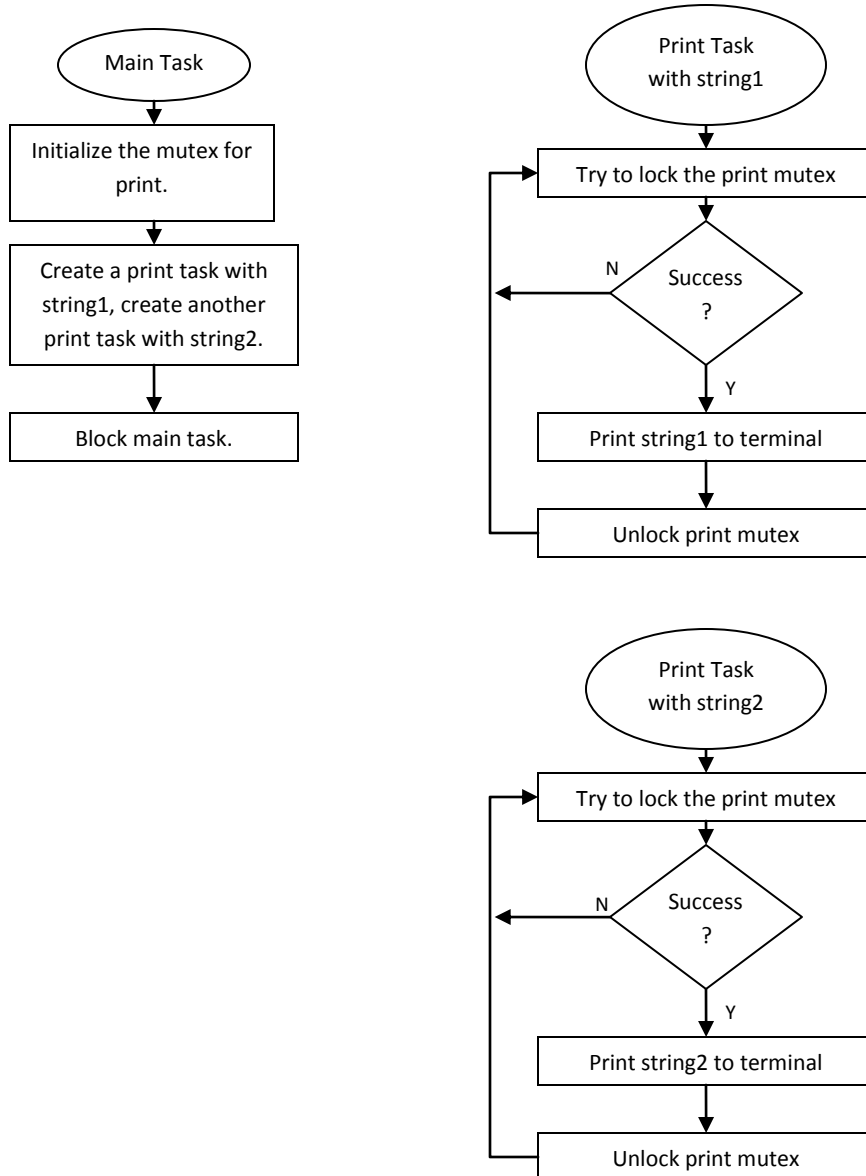 Main Task
Initialize the mutex for
print.
Create a print task with
string1, create another
print task with string2.
Block main task.
Print Task
with string1
Try to lock the print mutex
N
Success
?
Y
Print string1 to terminal
Unlock print mutex
Print Task
with string2
Try to lock the print mutex
N
Success
?
Y
Print string2 to terminal
Unlock print mutex